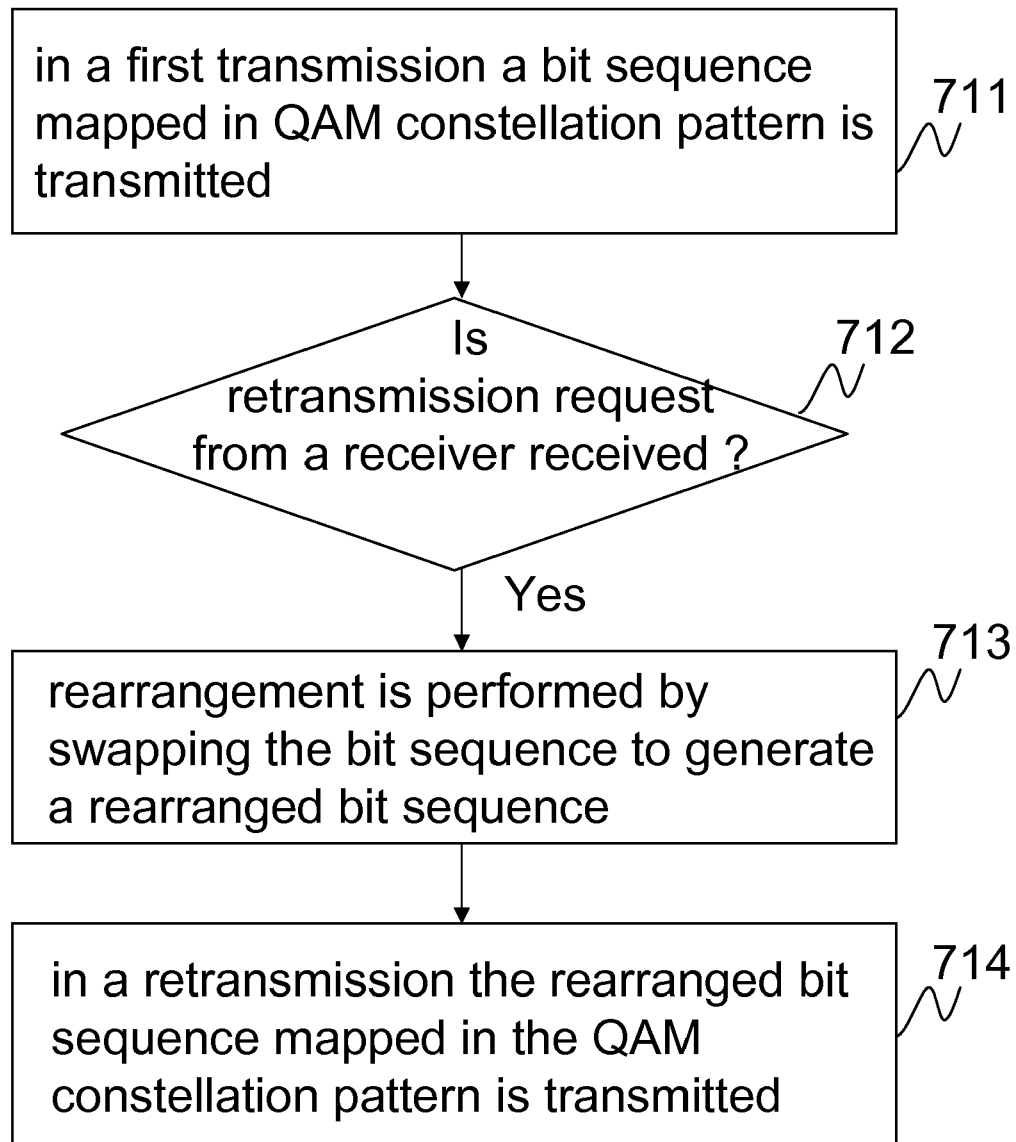 in a first transmission a bit sequence
mapped in QAM constellation pattern is
transmitted
711
Is
retransmission request
from a receiver received ?
712
Yes
rearrangement is performed by
swapping the bit sequence to generate
a rearranged bit sequence
713
in a retransmission the rearranged bit
sequence mapped in the QAM
constellation pattern is transmitted
714